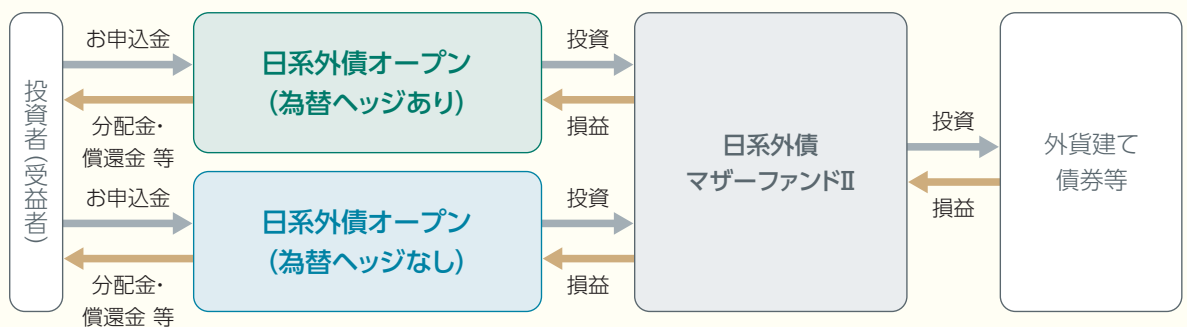 投資者(受益者)
お申込金
分配金・
償還金 等
日系外債オープン
(為替ヘッジあり)
投資
損益
お申込金
分配金・
償還金 等
日系外債オープン
(為替ヘッジなし)
投資
損益
日系外債
マザーファンドⅡ
投資
損益
外貨建て
債券等